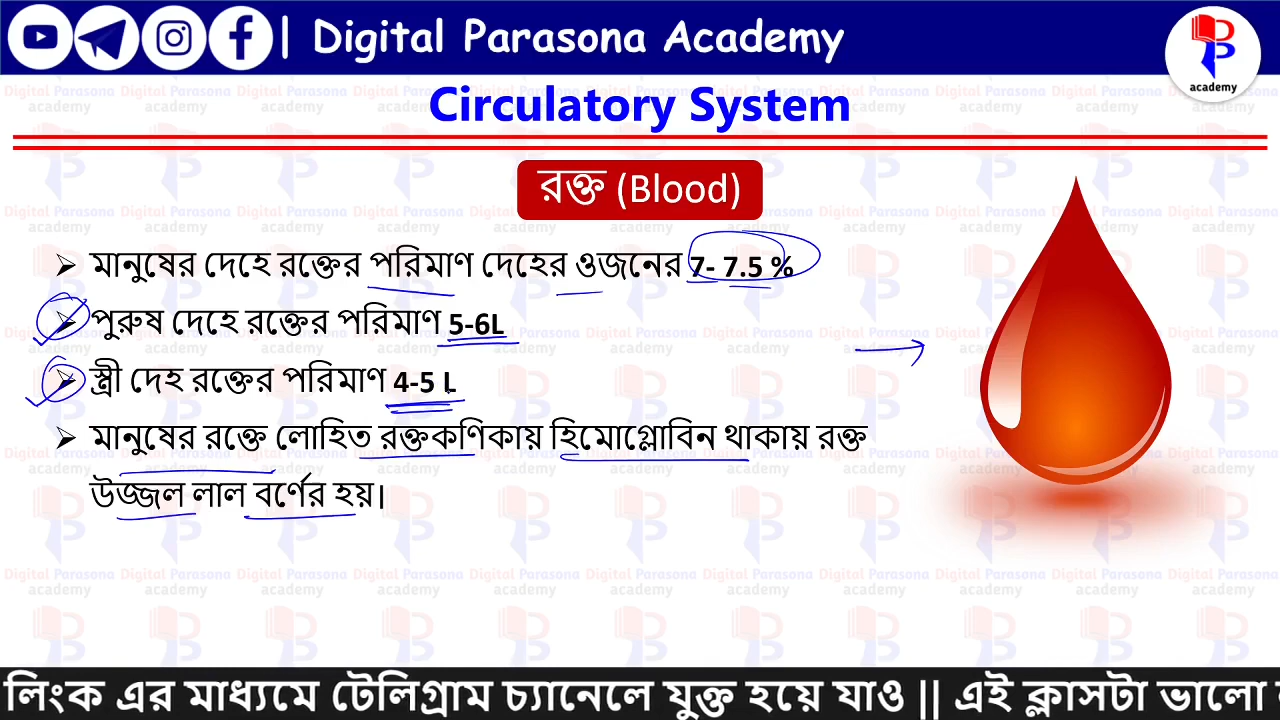 | Digital Parasona Academy
academy
Circulatory System
রক্ত (Blood)
➢ মানুষের দেহে রক্তের পরিমাণ দেহের ওজনের 7- 7.5 %
➢ পুরুষ দেহে রক্তের পরিমাণ 5-6L
➢ স্ত্রী দেহ রক্তের পরিমাণ 4-5 L
➢ মানুষের রক্তে লোহিত রক্তকণিকায় হিমোগ্লোবিন থাকায় রক্ত
উজ্জল লাল বর্ণের হয়।
লিংক এর মাধ্যমে টেলিগ্রাম চ্যানেলে যুক্ত হয়ে যাও || এই ক্লাসটা ভালো